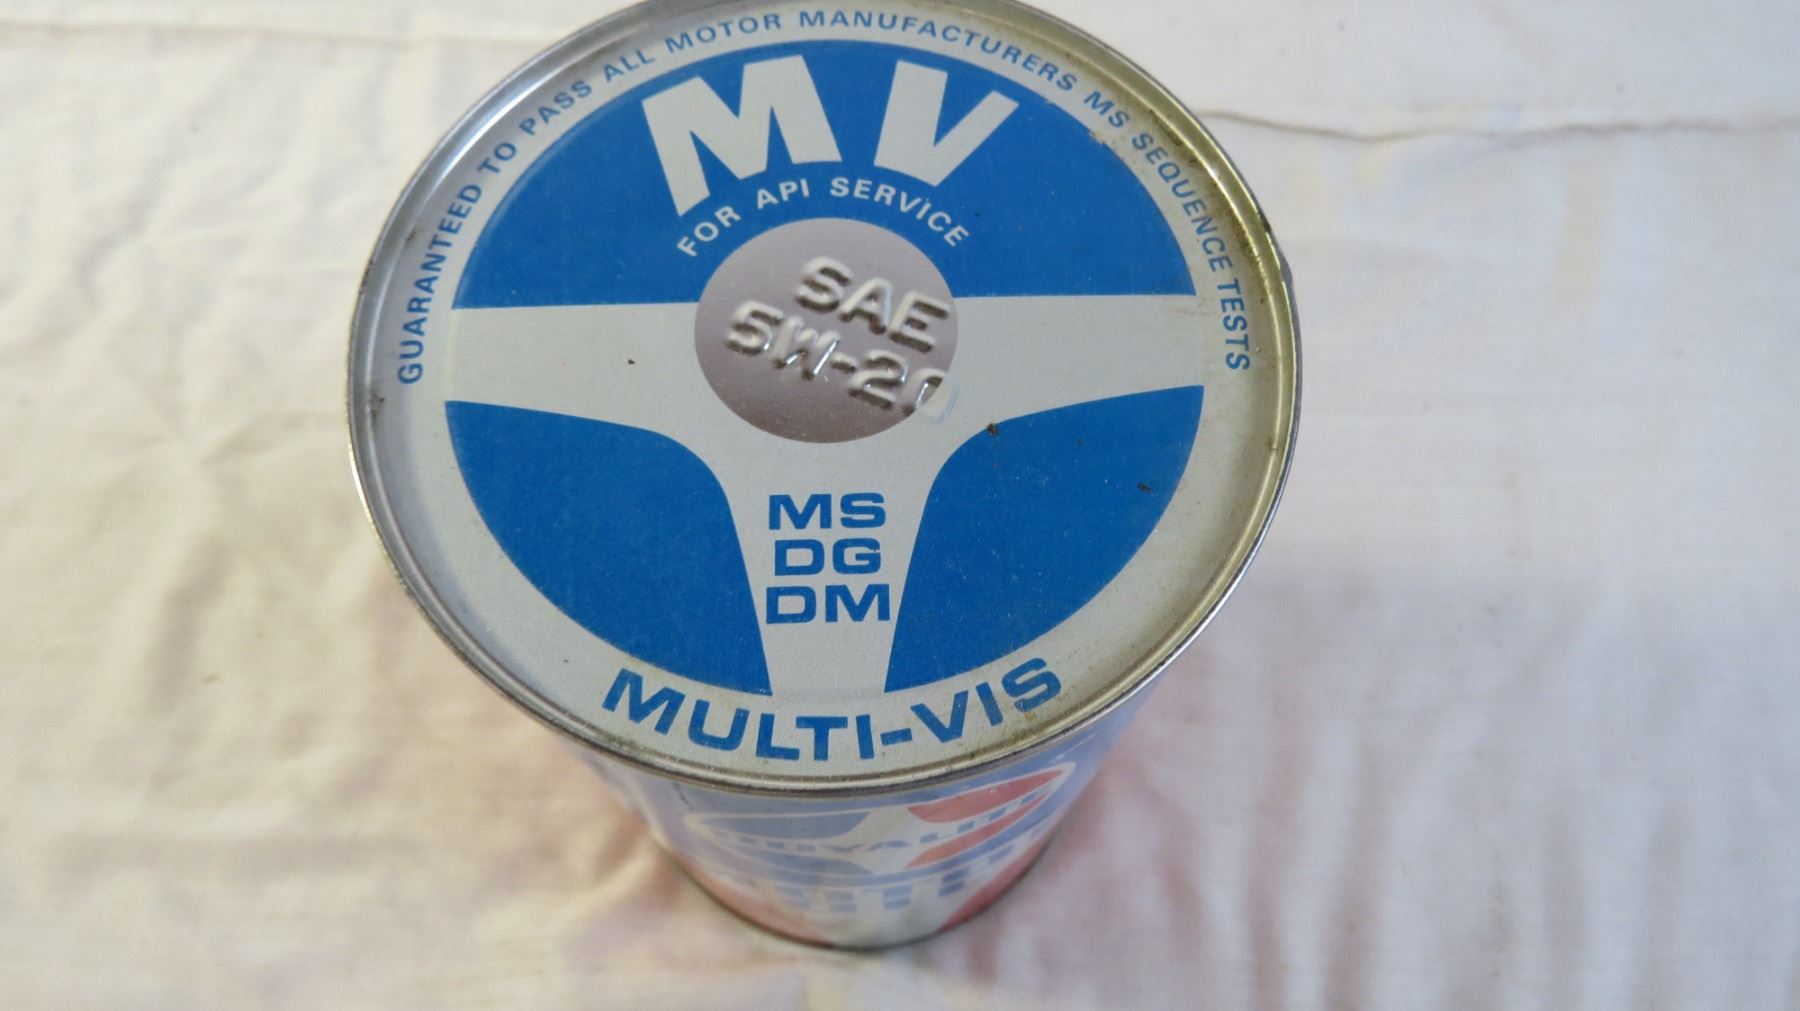 GUARANTEED TO PASS ALL MOTOR MANUFACTURERS MS SEQUENCE TESTS
MV
FOR API SERVICE
SAE
5W-20
MS
DG
DM
MULTI-VIS